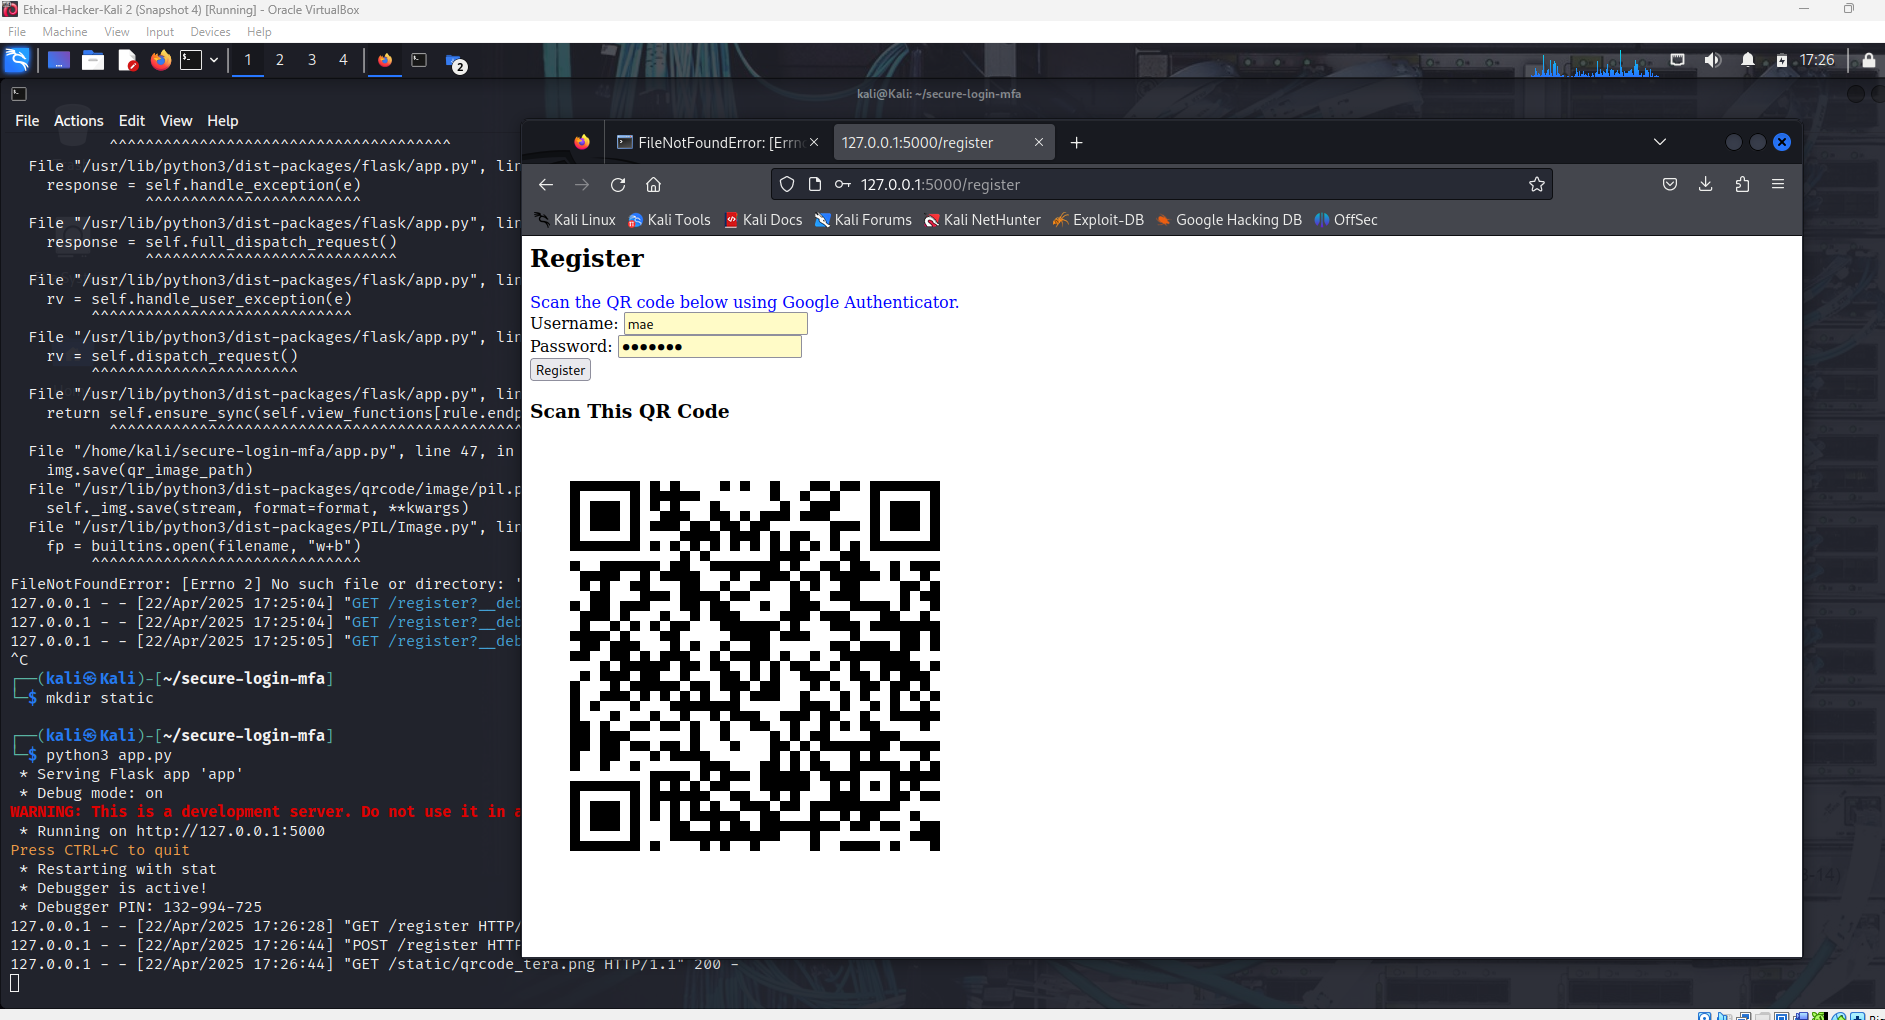 Ethical-Hacker-Kali 2 (Snapshot 4) [Running] - Oracle VirtualBox
File Machine View Input Devices Help
1 2 3 4 2 17:26
kali@Kali: ~/secure-login-mfa
File Actions Edit View Help
^^^^^^^^^^^^^^^^^^^^^^^^^^^^^^^^^^^^^^
File "/usr/lib/python3/dist-packages/flask/app.py", lin
response = self.handle_exception(e)
^^^^^^^^^^^^^^^^^^^^^^^^
File "/usr/lib/python3/dist-packages/flask/app.py", lin
response = self.full_dispatch_request()
^^^^^^^^^^^^^^^^^^^^^^^^^^^^
File "/usr/lib/python3/dist-packages/flask/app.py", lin
rv = self.handle_user_exception(e)
^^^^^^^^^^^^^^^^^^^^^^^^^^^^^
File "/usr/lib/python3/dist-packages/flask/app.py", lin
rv = self.dispatch_request()
^^^^^^^^^^^^^^^^^^^^^^^
File "/usr/lib/python3/dist-packages/flask/app.py", lin
return self.ensure_sync(self.view_functions[rule.endp
^^^^^^^^^^^^^^^^^^^^^^^^^^^^^^^^^^^^^^^^^^^^^^
File "/home/kali/secure-login-mfa/app.py", line 47, in
img.save(qr_image_path)
File "/usr/lib/python3/dist-packages/qrcode/image/pil.p
self._img.save(stream, format=format, **kwargs)
File "/usr/lib/python3/dist-packages/PIL/Image.py", lin
fp = builtins.open(filename, "w+b")
^^^^^^^^^^^^^^^^^^^^^^^^^^^^^^
FileNotFoundError: [Errno 2] No such file or directory: '
127.0.0.1 - - [22/Apr/2025 17:25:04] "GET /register?__deb
127.0.0.1 - - [22/Apr/2025 17:25:04] "GET /register?__deb
127.0.0.1 - - [22/Apr/2025 17:25:05] "GET /register?__deb
^C
┌──(kali㉿Kali)-[~/secure-login-mfa]
└─$ mkdir static
┌──(kali㉿Kali)-[~/secure-login-mfa]
└─$ python3 app.py
* Serving Flask app 'app'
* Debug mode: on
WARNING: This is a development server. Do not use it in a
* Running on http://127.0.0.1:5000
Press CTRL+C to quit
* Restarting with stat
* Debugger is active!
* Debugger PIN: 132-994-725
127.0.0.1 - - [22/Apr/2025 17:26:28] "GET /register HTTP/
127.0.0.1 - - [22/Apr/2025 17:26:44] "POST /register HTTP
127.0.0.1 - - [22/Apr/2025 17:26:44] "GET /static/qrcode_tera.png HTTP/1.1" 200 -
FileNotFoundError: [Errn
127.0.0.1:5000/register
127.0.0.1:5000/register
Kali Linux Kali Tools Kali Docs Kali Forums Kali NetHunter Exploit-DB Google Hacking DB OffSec
Register
Scan the QR code below using Google Authenticator.
Username: mae
Password: •••••••
Register
Scan This QR Code